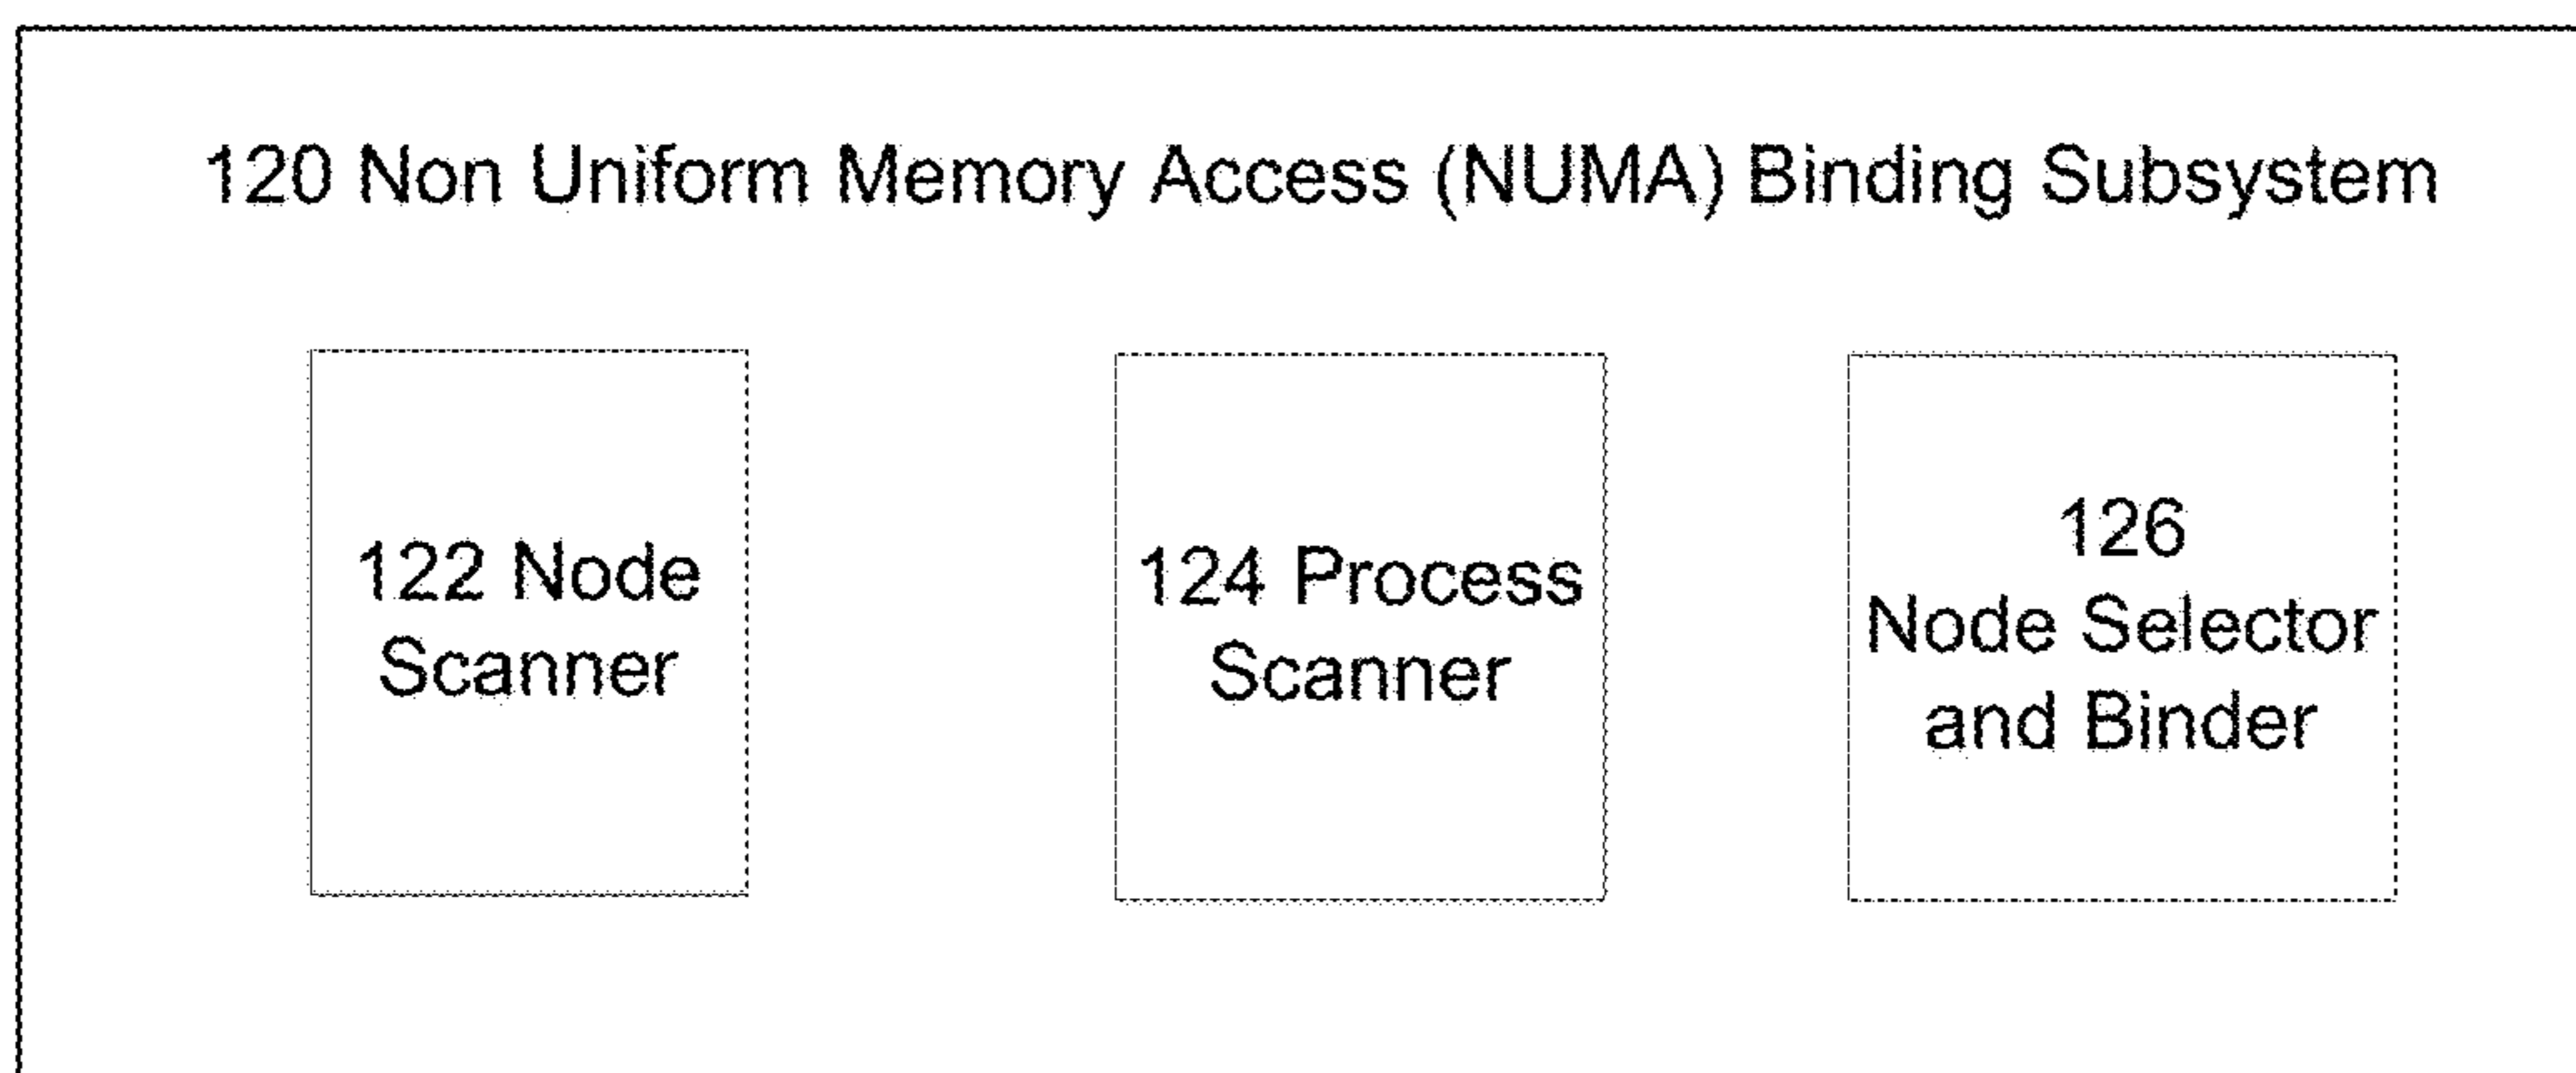 120 Non Uniform Memory Access (NUMA) Binding Subsystem
122 Node
Scanner
124 Process
Scanner
126
Node Selector
and Binder